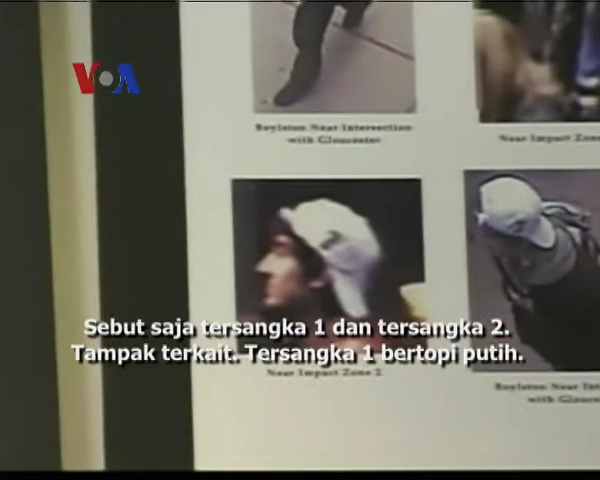 VOA
Boylston Near Intersection
with Gloucester
Near Impact Zone
Sebut saja tersangka 1 dan tersangka 2.
Tampak terkait. Tersangka 1 bertopi putih.
Near Impact Zone 2
Boylston Near
with